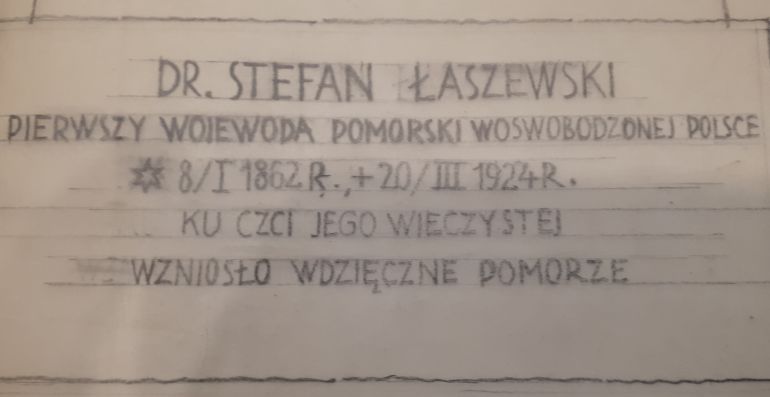 DR. STEFAN ŁASZEWSKI
PIERWSZY WOIEWODA POMORSKI WOSWOBODZONEJ POLSCE
✡ 8/I 1862 R., + 20/III 1924 R.
KU CZCI JEGO WIECZYSTEJ
WZNIOSŁO WDZIĘCZNE POMORZE